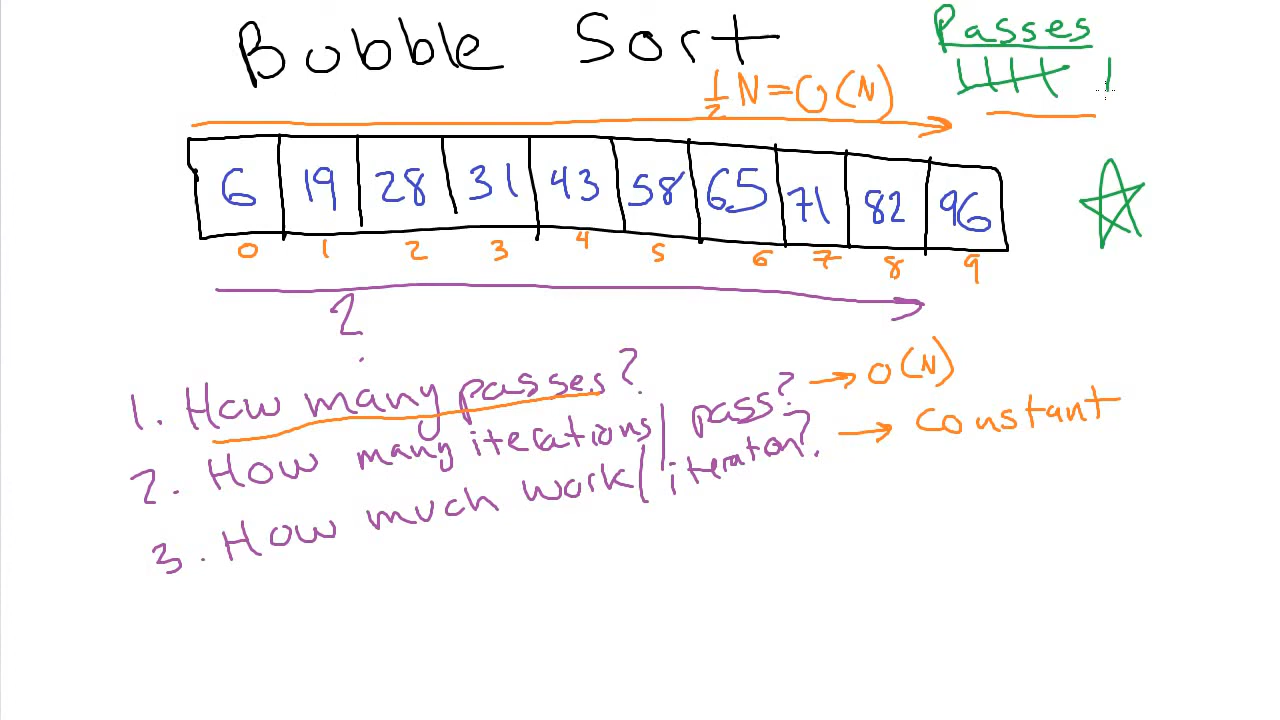 Bubble Sort
Passes
1/2 N = O(N)
6 19 28 31 43 58 65 71 82 96
0 1 2 3 4 5 6 7 8 9
2
1. How many passes?
2. How many iterations/pass? → O(N)
3. How much work/iteraton? → constant